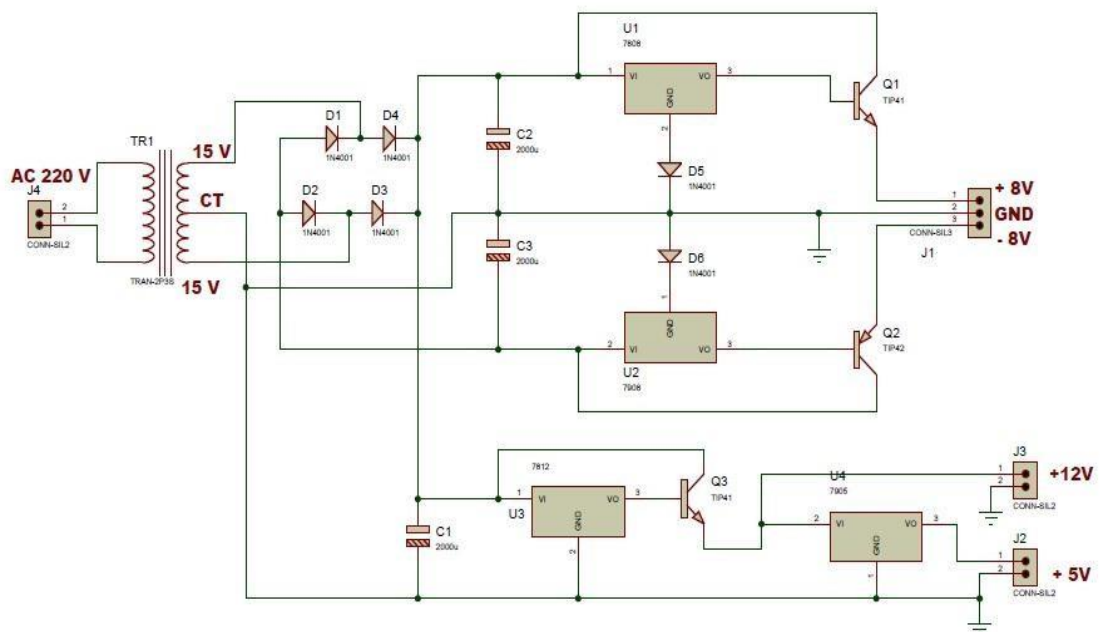 U1
7808
1 VI VO 3
GND
2
Q1
TIP41
D1 D4
1N4001 1N4001
C2
2000u
TR1
15 V
AC 220 V
J4
2
1
CONN-SIL2
CT
D2 D3
1N4001 1N4001
D5
1N4001
+ 8V
1
2
3
GND
CONN-SIL3
- 8V
J1
C3
2000u
D6
1N4001
TRAN-2P3S
15 V
1
GND
2 VI VO 3
U2
7908
Q2
TIP42
7812
1 VI VO 3
U3
GND
2
Q3
TIP41
U4
7905
2 VI VO 3
GND
1
J3
1
2
+12V
CONN-SIL2
C1
2000u
J2
1
2
+ 5V
CONN-SIL2